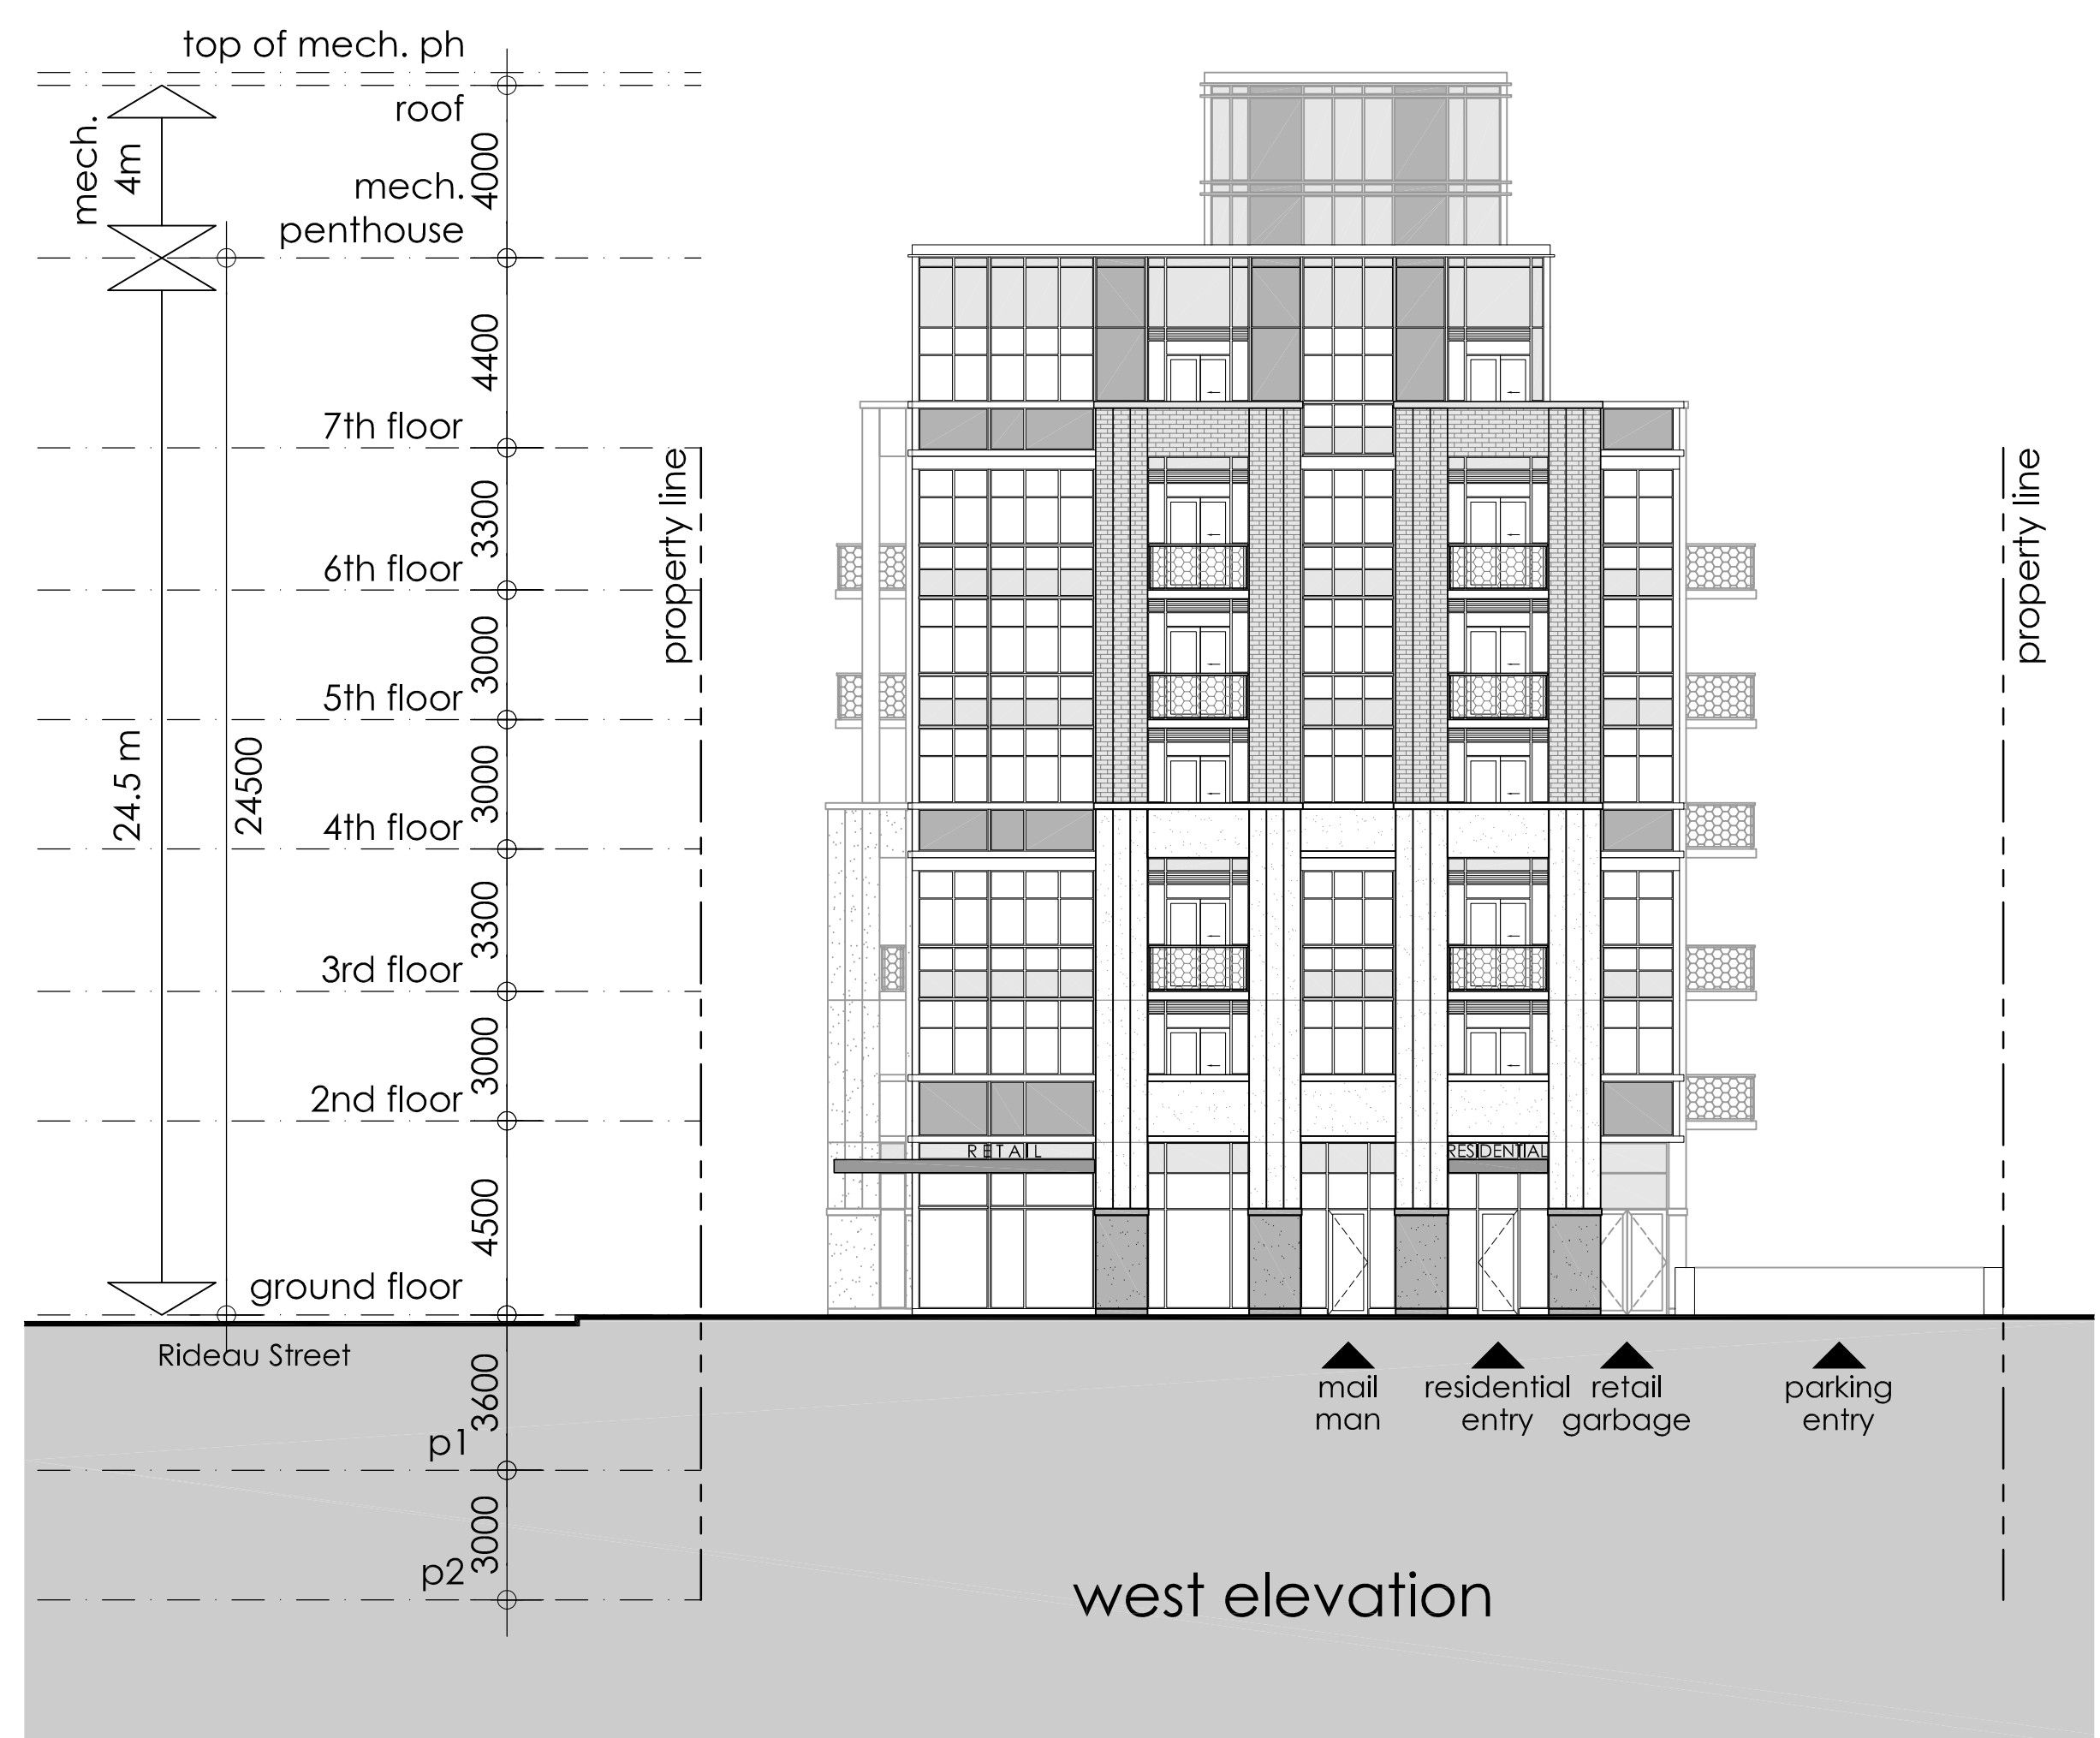 top of mech. ph
roof
mech.
4m
4000
mech.
penthouse
4400
7th floor
property line
property line
3300
6th floor
3000
5th floor
24.5 m
24500
3000
4th floor
3300
3rd floor
3000
2nd floor
RETAIL
RESIDENTIAL
4500
ground floor
Rideau Street
3600
mail
man
residential
entry
retail
garbage
parking
entry
p1
3000
p2
west elevation